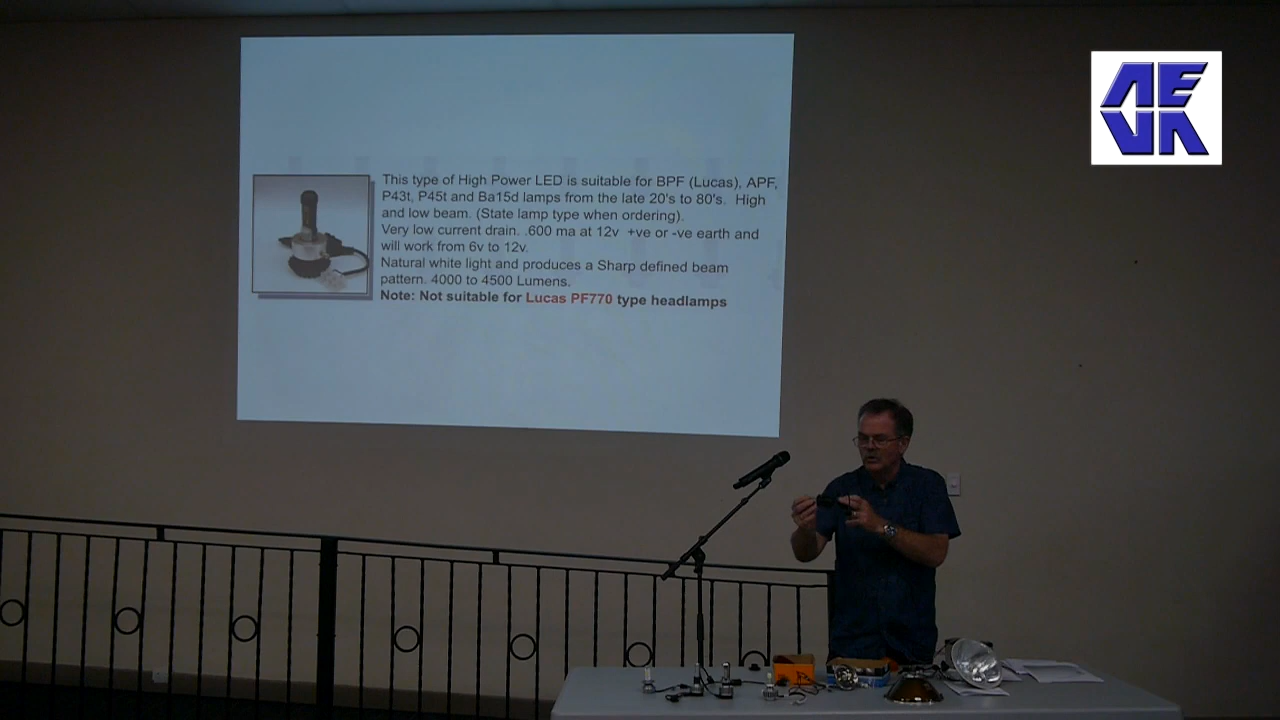 This type of High Power LED is suitable for BPF (Lucas), APF,
P43t, P45t and Ba15d lamps from the late 20's to 80's. High
and low beam. (State lamp type when ordering).
Very low current drain. .600 ma at 12v +ve or -ve earth and
will work from 6v to 12v.
Natural white light and produces a Sharp defined beam
pattern. 4000 to 4500 Lumens.
Note: Not suitable for Lucas PF770 type headlamps